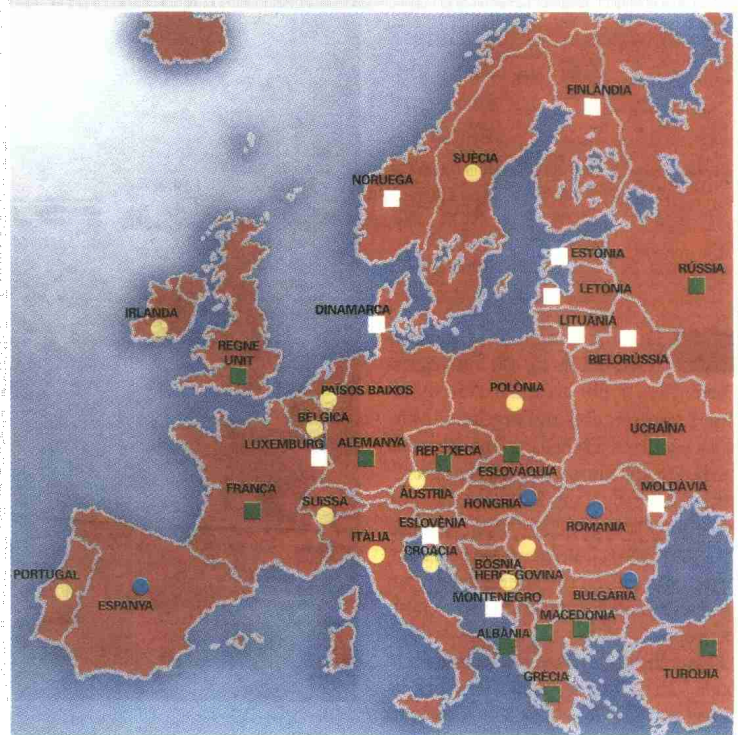 FINLÀNDIA
SUÈCIA
NORUEGA
ESTONIA
RÚSSIA
LETÒNIA
IRLANDA
DINAMARCA
LITUÀNIA
REGNE
UNIT
BIELORÚSSIA
PAÏSOS BAIXOS
POLÒNIA
BÈLGICA
UCRAÏNA
LUXEMBURG
ALEMANYA
REP.TXECA
ESLOVÀQUIA
FRANÇA
ÀUSTRIA
MOLDÀVIA
SUÏSSA
HONGRIA
ESLOVÈNIA
ROMANIA
ITÀLIA
CROÀCIA
BÒSNIA
HERCEGOVINA
PORTUGAL
ESPANYA
MONTENEGRO
BULGÀRIA
MACEDÒNIA
ALBÀNIA
GRÈCIA
TURQUIA